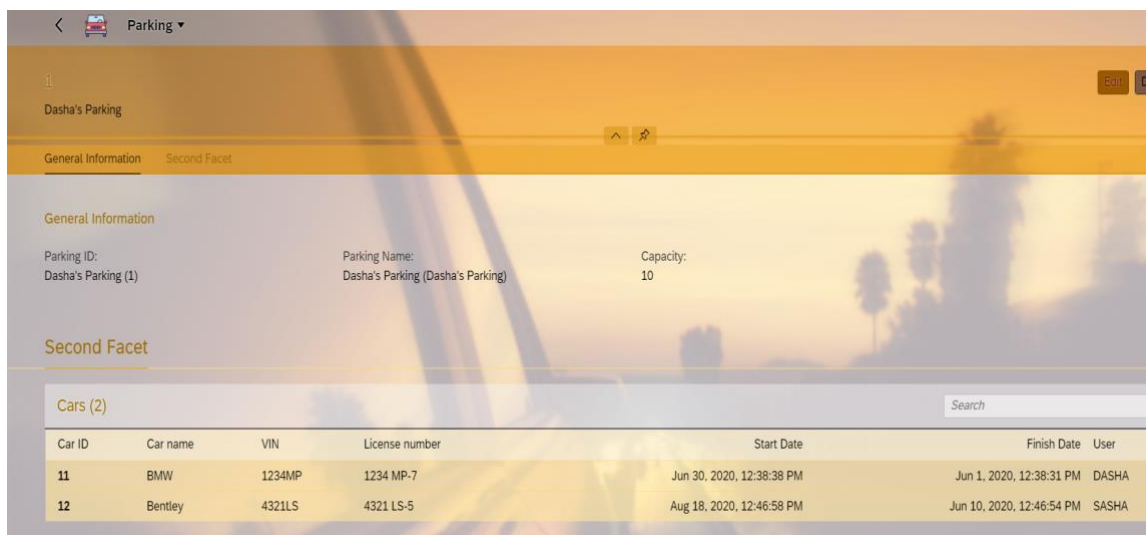 Parking
1
Edit
Dasha's Parking
General Information Second Facet
General Information
Parking ID: Parking Name: Capacity:
Dasha's Parking (1) Dasha's Parking (Dasha's Parking) 10
Second Facet
Cars (2) Search
Car ID Car name VIN License number Start Date Finish Date User
11 BMW 1234MP 1234 MP-7 Jun 30, 2020, 12:38:38 PM Jun 1, 2020, 12:38:31 PM DASHA
12 Bentley 4321LS 4321 LS-5 Aug 18, 2020, 12:46:58 PM Jun 10, 2020, 12:46:54 PM SASHA